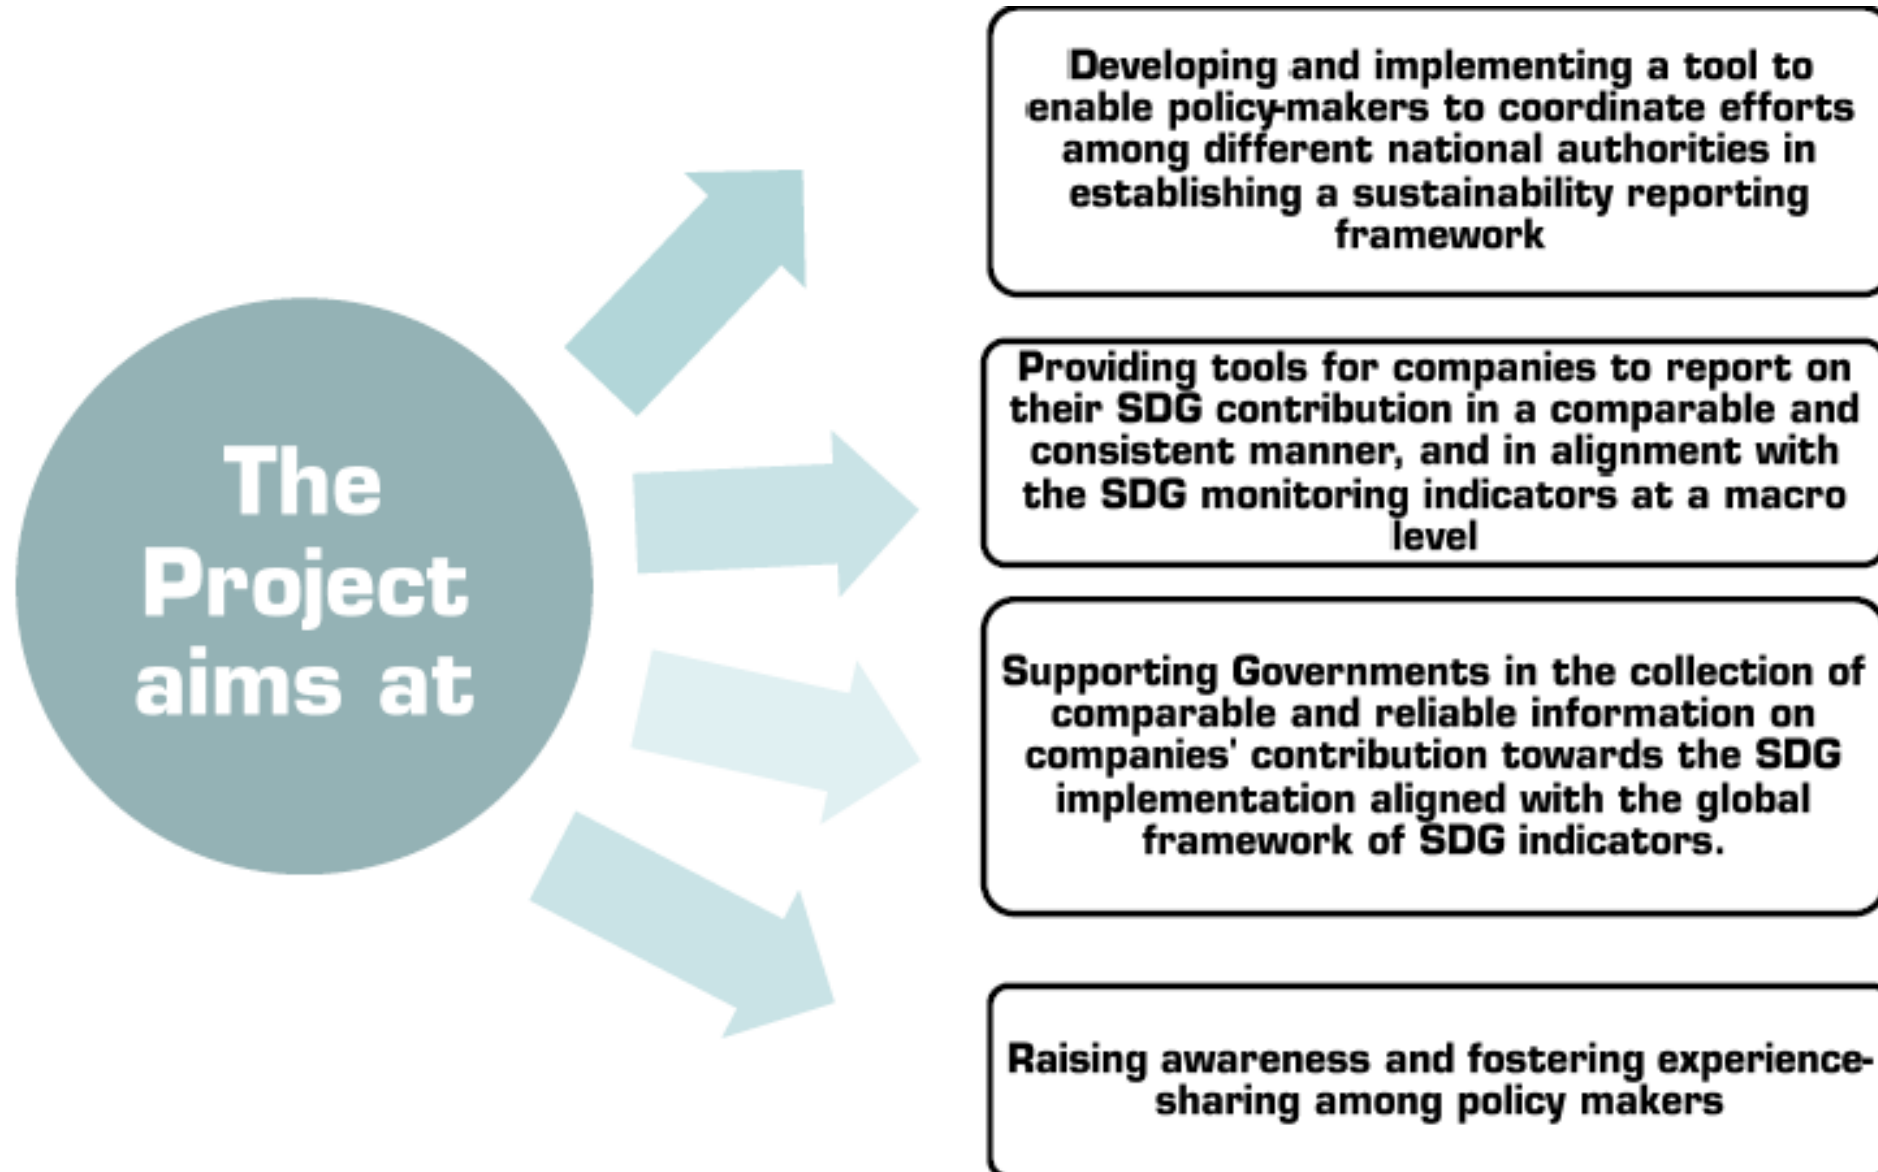 The
Project
aims at
Developing and implementing a tool to
enable policy-makers to coordinate efforts
among different national authorities in
establishing a sustainability reporting
framework
Providing tools for companies to report on
their SDG contribution in a comparable and
consistent manner, and in alignment with
the SDG monitoring indicators at a macro
level
Supporting Governments in the collection of
comparable and reliable information on
companies' contribution towards the SDG
implementation aligned with the global
framework of SDG indicators.
Raising awareness and fostering experience-
sharing among policy makers